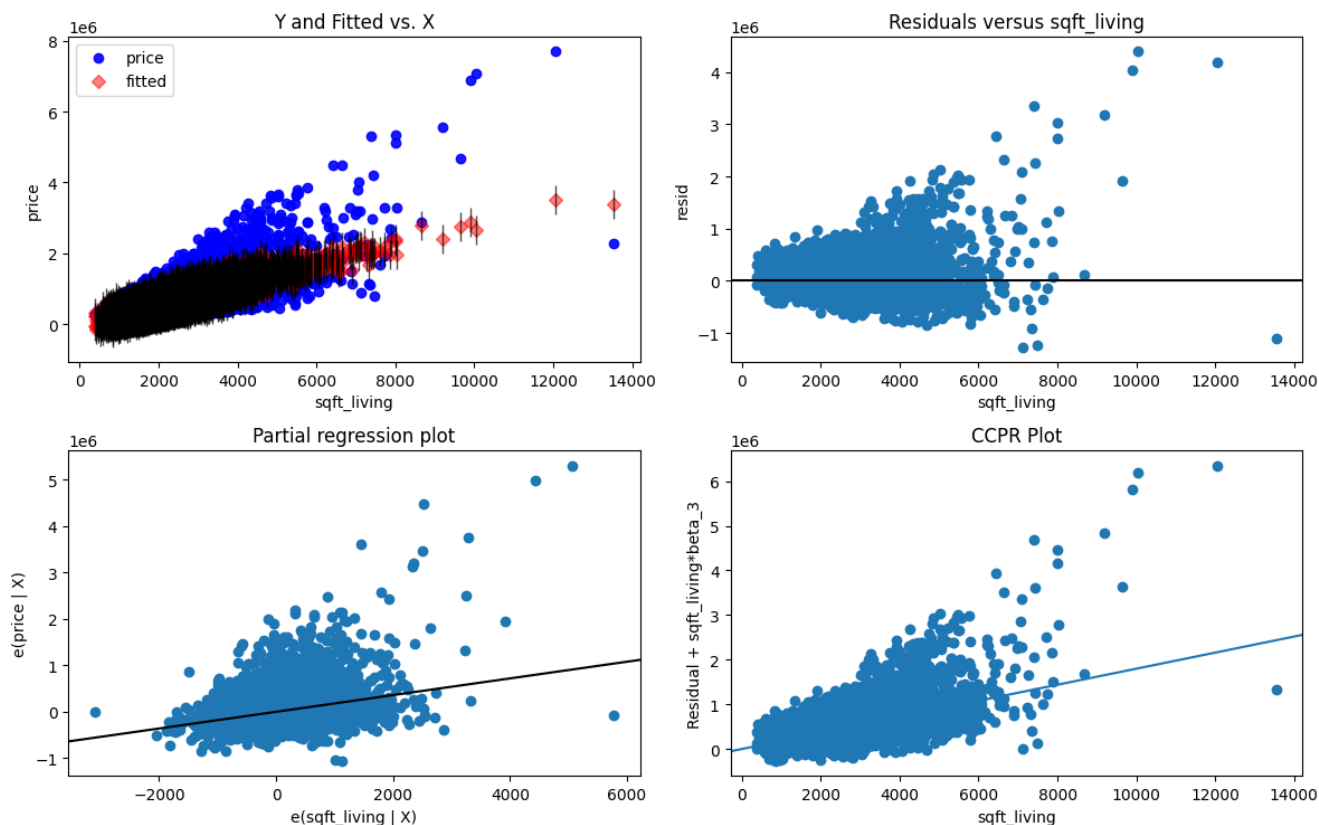 Y and Fitted vs. X
1e6
price
fitted
8
6
4
2
0
price
0 2000 4000 6000 8000 10000 12000 14000
sqft_living
Residuals versus sqft_living
1e6
4
3
2
1
0
−1
resid
0 2000 4000 6000 8000 10000 12000 14000
sqft_living
Partial regression plot
1e6
5
4
3
2
1
0
−1
e(price | X)
−2000 0 2000 4000 6000
e(sqft_living | X)
CCPR Plot
1e6
6
5
4
3
2
1
0
Residual + sqft_living*beta_3
0 2000 4000 6000 8000 10000 12000 14000
sqft_living